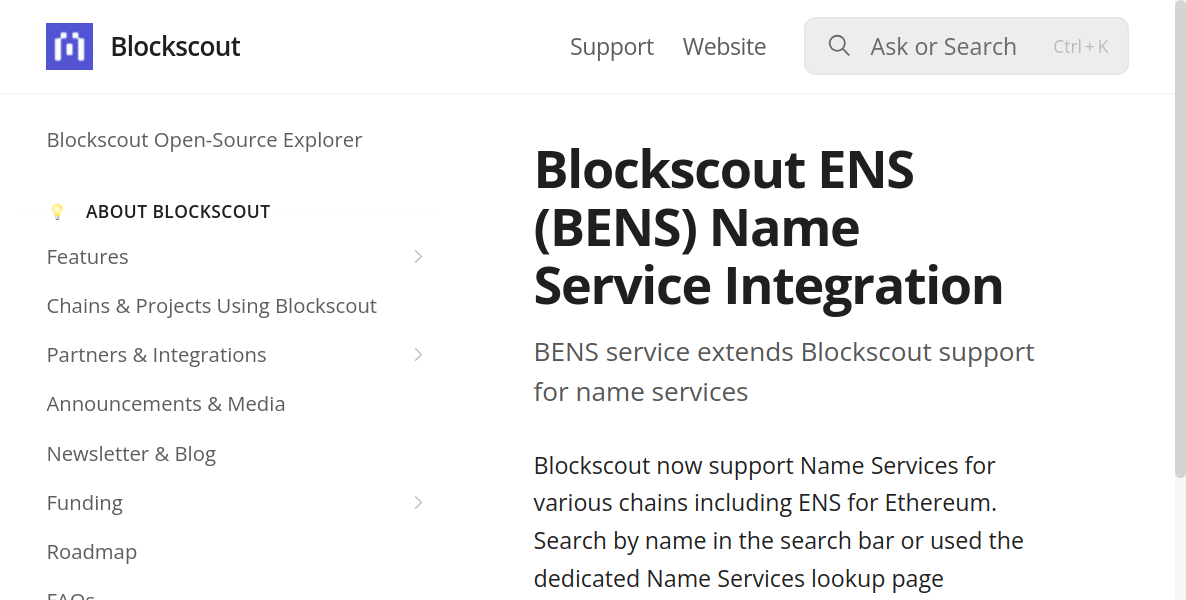 Blockscout
Support
Website
Ask or Search
Ctrl + K
Blockscout Open-Source Explorer
ABOUT BLOCKSCOUT
Features
Chains & Projects Using Blockscout
Partners & Integrations
Announcements & Media
Newsletter & Blog
Funding
Roadmap
FAQs
Blockscout ENS
(BENS) Name
Service Integration
BENS service extends Blockscout support
for name services
Blockscout now support Name Services for
various chains including ENS for Ethereum.
Search by name in the search bar or used the
dedicated Name Services lookup page